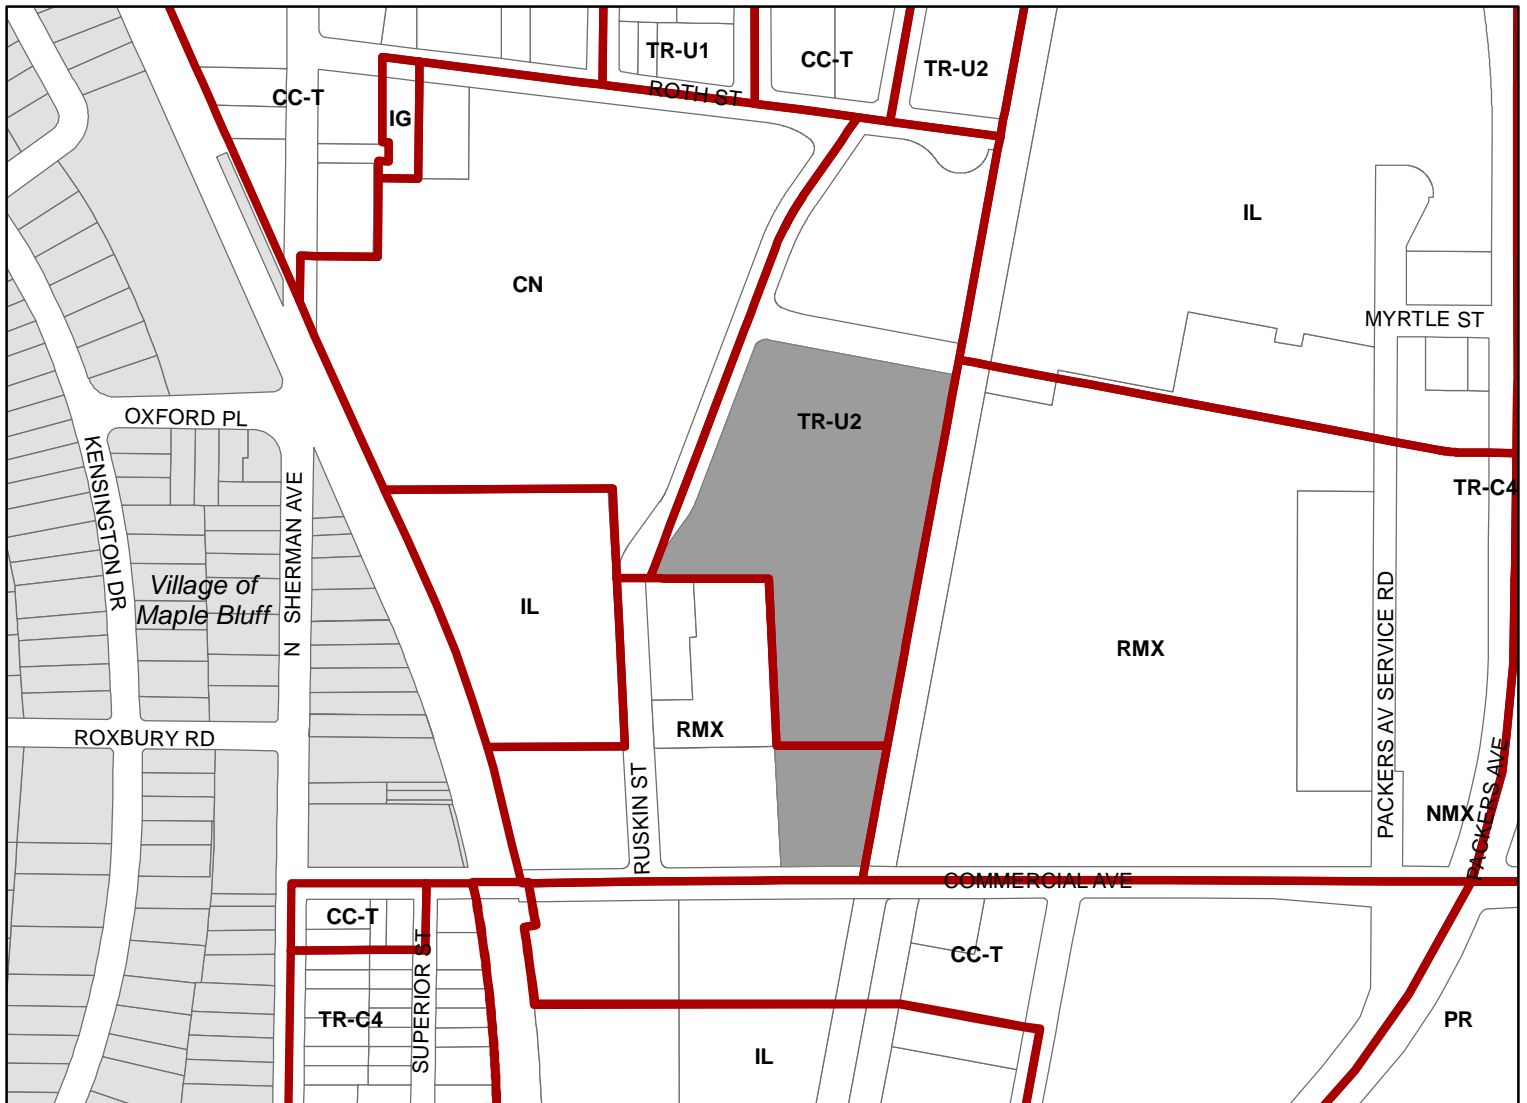 TR-U1
CC-T
TR-U2
CC-T
ROTH ST
IG
IL
CN
MYRTLE ST
OXFORD PL
TR-U2
KENSINGTON DR
N SHERMAN AVE
TR-C4
Village of
Maple Bluff
IL
RMX
PACKERS AV SERVICE RD
RMX
ROXBURY RD
RUSKIN ST
NMX
PACKERS AVE
COMMERCIAL AVE
CC-T
CC-T
SUPERIOR ST
TR-C4
PR
IL